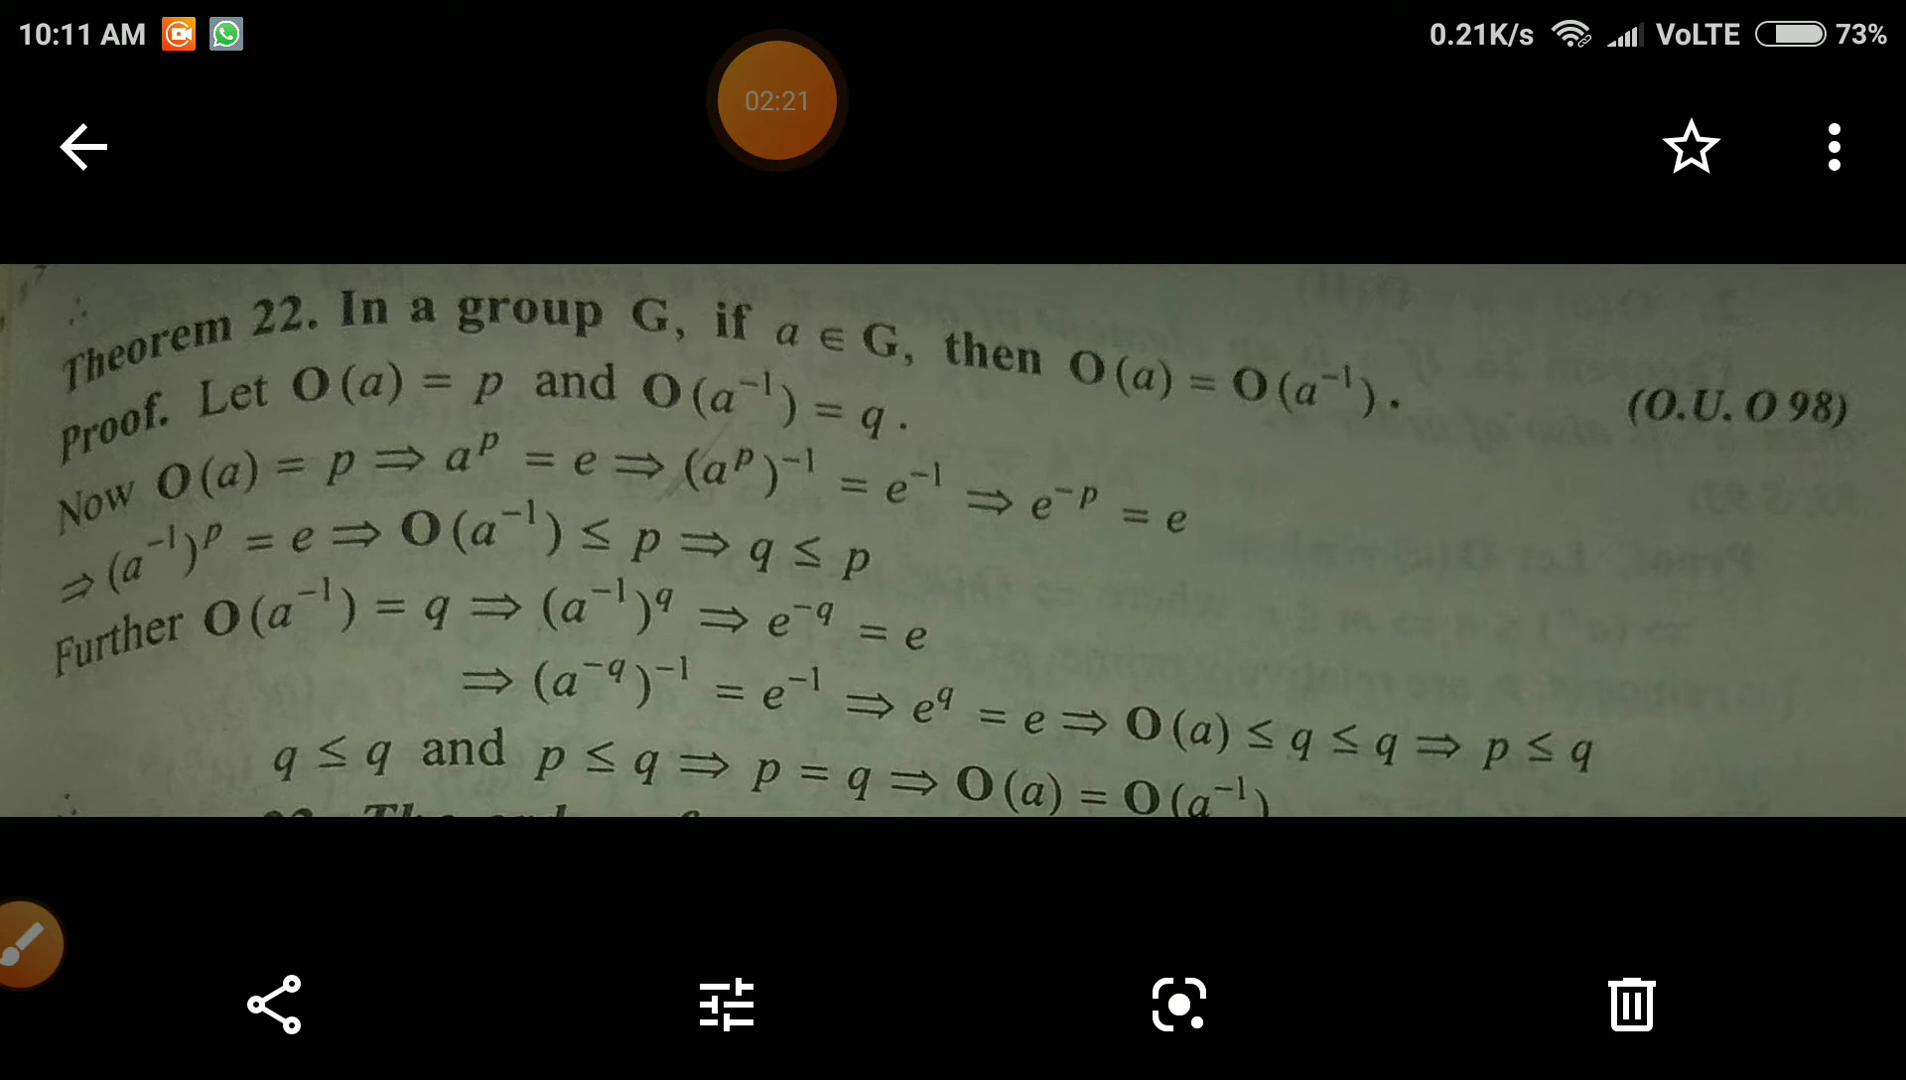 10:11 AM 0.21K/s VoLTE 73%
02:21
∴
Theorem 22. In a group G, if a ∈ G, then O(a) = O(a⁻¹).
(O.U. O 98)
Proof. Let O(a) = p and O(a⁻¹) = q.
Now O(a) = p ⇒ aᵖ = e ⇒ (aᵖ)⁻¹ = e⁻¹ ⇒ e⁻ᵖ = e
⇒ (a⁻¹)ᵖ = e ⇒ O(a⁻¹) ≤ p ⇒ q ≤ p
Further O(a⁻¹) = q ⇒ (a⁻¹)^q ⇒ e^−q = e
⇒ (a^−q)⁻¹ = e⁻¹ ⇒ e^q = e ⇒ O(a) ≤ q ≤ q ⇒ p ≤ q
∴ q ≤ q and p ≤ q ⇒ p = q ⇒ O(a) = O(a⁻¹)